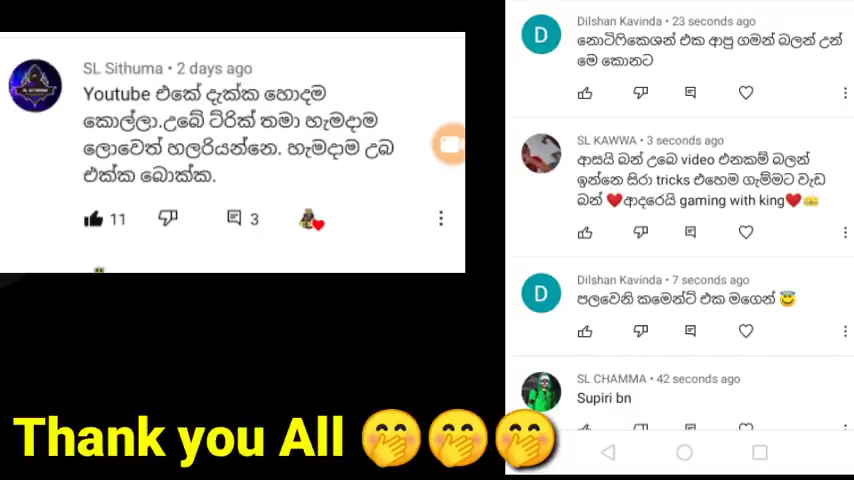 SL Sithuma • 2 days ago
Youtube එකේ දැක්ක හොදම
කොල්ලා.උබේ ට්රික් තමා හැමදාම
ලොවෙත් හලරියන්නෙ. හැමදාම උබ
එක්ක බොක්ක.
11
3
Dilshan Kavinda • 23 seconds ago
නොටිෆිකෙශන් එක ආපු ගමන් බලන් උන්
මෙ කොනට
SL KAWWA • 3 seconds ago
ආසයි බන් උබෙ video එනකම් බලන්
ඉන්නෙ සිරා tricks එහෙම ගැම්මට වැඩ
බන් ❤️ආදරෙයි gaming with king❤️👑
D
Dilshan Kavinda • 7 seconds ago
පලවෙනි කමෙන්ට් එක මගෙන් 😇
D
SL CHAMMA • 42 seconds ago
Supiri bn
Thank you All 🤭🤭🤭